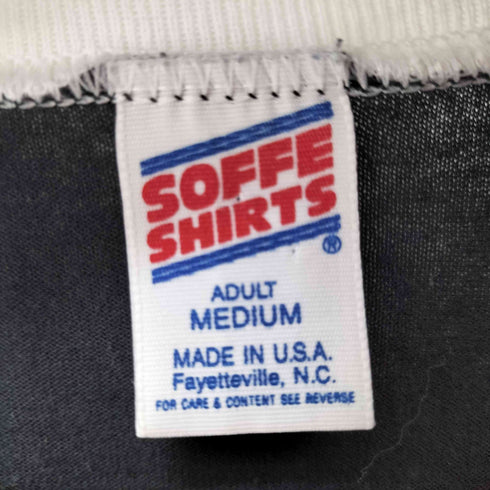 SOFFE
SHIRTS
®
ADULT
MEDIUM
MADE IN U.S.A.
Fayetteville, N.C.
FOR CARE & CONTENT SEE REVERSE